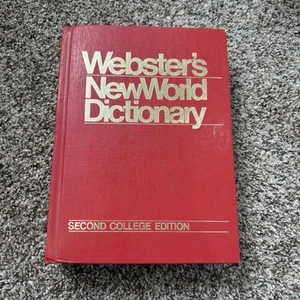 Webster's
NewWorld
Dictionary
SECOND COLLEGE EDITION